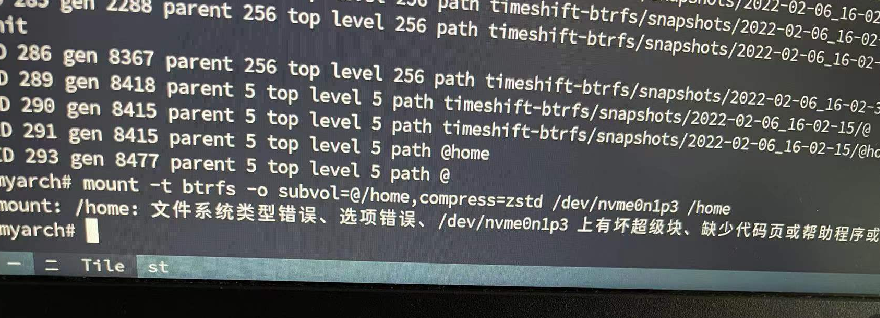 gen 2288 parent 256 top level 256 path timeshift-btrfs/snapshots/2022-02-06_16-02
path timeshift-btrfs/snapshots/2022-02-06_16-02-
D 286 gen 8367 parent 256 top level 256 path timeshift-btrfs/snapshots/2022-02-06_16-02-3
D 289 gen 8418 parent 5 top level 5 path timeshift-btrfs/snapshots/2022-02-06_16-02-15/@
D 290 gen 8415 parent 5 top level 5 path timeshift-btrfs/snapshots/2022-02-06_16-02-15/@ho
D 291 gen 8415 parent 5 top level 5 path @home
ID 293 gen 8477 parent 5 top level 5 path @
myarch# mount -t btrfs -o subvol=@/home,compress=zstd /dev/nvme0n1p3 /home
mount: /home: 文件系统类型错误、选项错误、/dev/nvme0n1p3 上有坏超级块、缺少代码页或帮助程序或
myarch#
一 二 Tile st